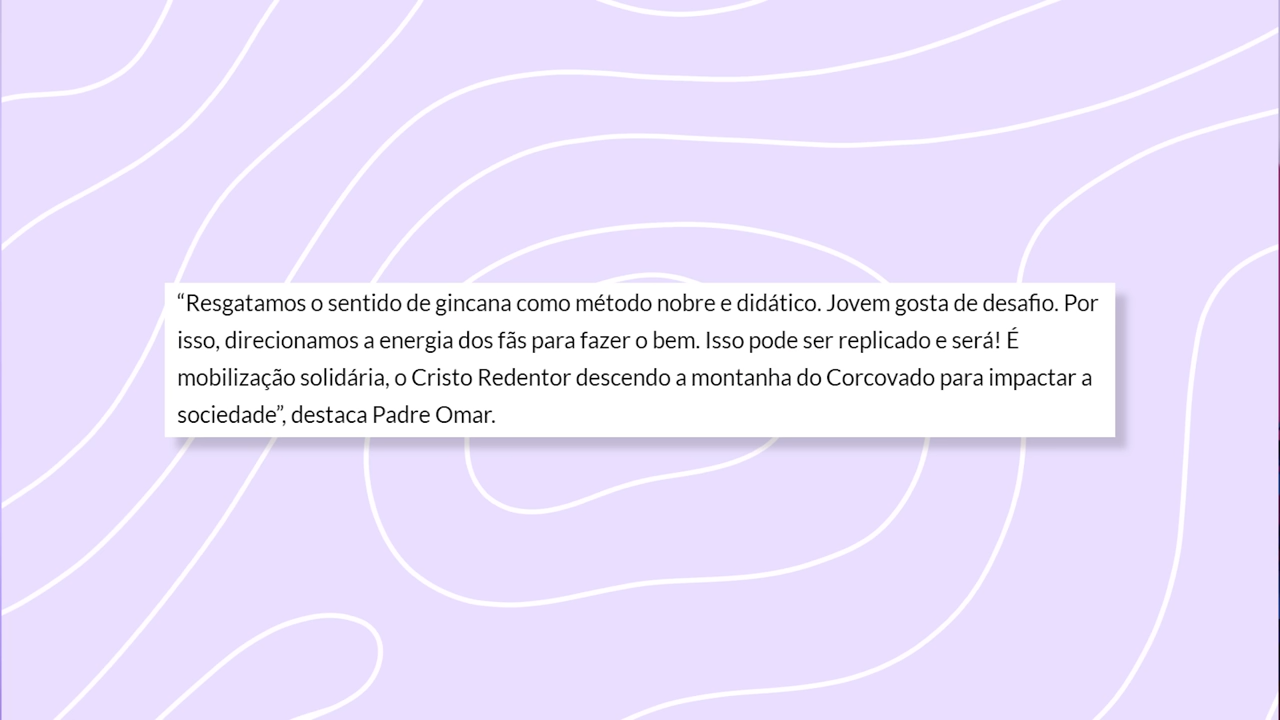 “Resgatamos o sentido de gincana como método nobre e didático. Jovem gosta de desafio. Por
isso, direcionamos a energia dos fãs para fazer o bem. Isso pode ser replicado e será! É
mobilização solidária, o Cristo Redentor descendo a montanha do Corcovado para impactar a
sociedade”, destaca Padre Omar.